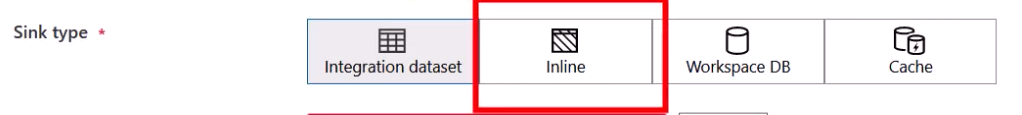 Sink type *
Integration dataset
Inline
Workspace DB
Cache